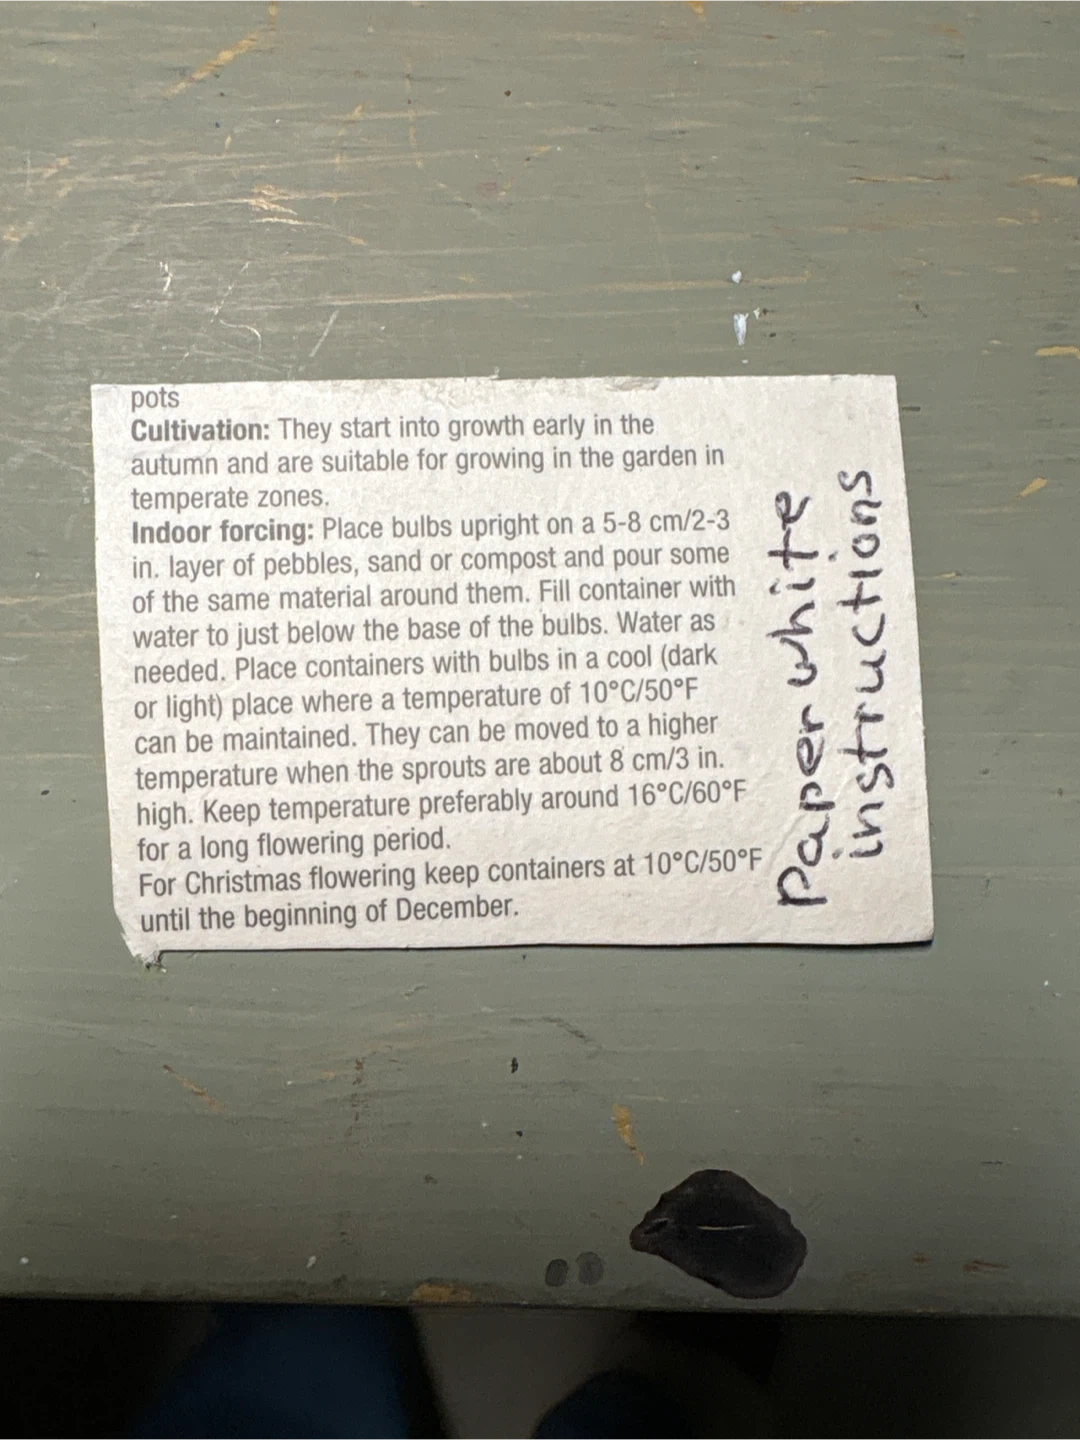 pots
Cultivation: They start into growth early in the
autumn and are suitable for growing in the garden in
temperate zones.
Indoor forcing: Place bulbs upright on a 5-8 cm/2-3
in. layer of pebbles, sand or compost and pour some
of the same material around them. Fill container with
water to just below the base of the bulbs. Water as
needed. Place containers with bulbs in a cool (dark
or light) place where a temperature of 10°C/50°F
can be maintained. They can be moved to a higher
temperature when the sprouts are about 8 cm/3 in.
high. Keep temperature preferably around 16°C/60°F
for a long flowering period.
For Christmas flowering keep containers at 10°C/50°F
until the beginning of December.
Paper white
instructions